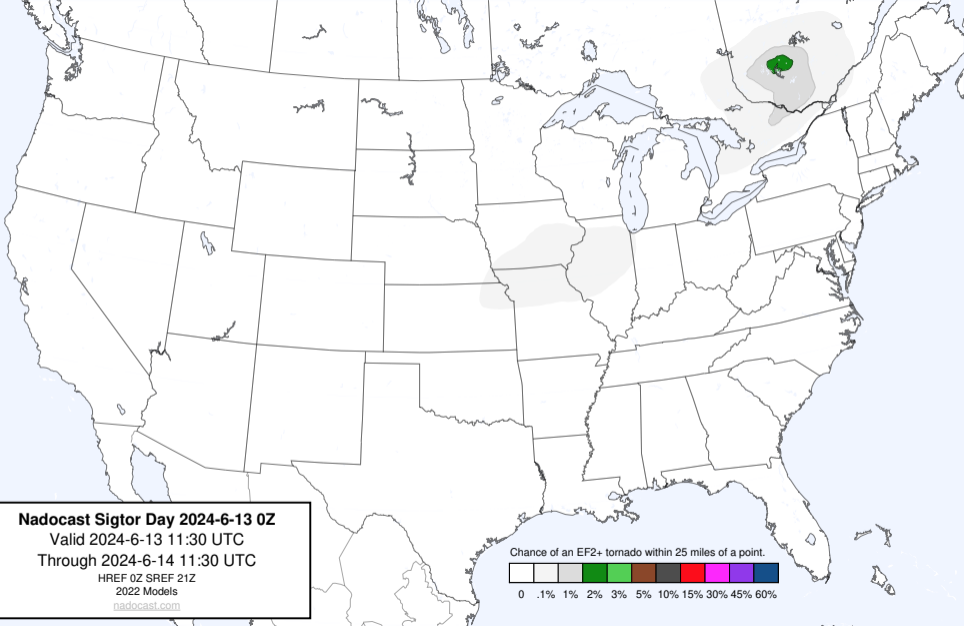 Nadocast Sigtor Day 2024-6-13 0Z
Valid 2024-6-13 11:30 UTC
Through 2024-6-14 11:30 UTC
HREF 0Z SREF 21Z
2022 Models
nadocast.com
Chance of an EF2+ tornado within 25 miles of a point.
0 .1% 1% 2% 3% 5% 10% 15% 30% 45% 60%